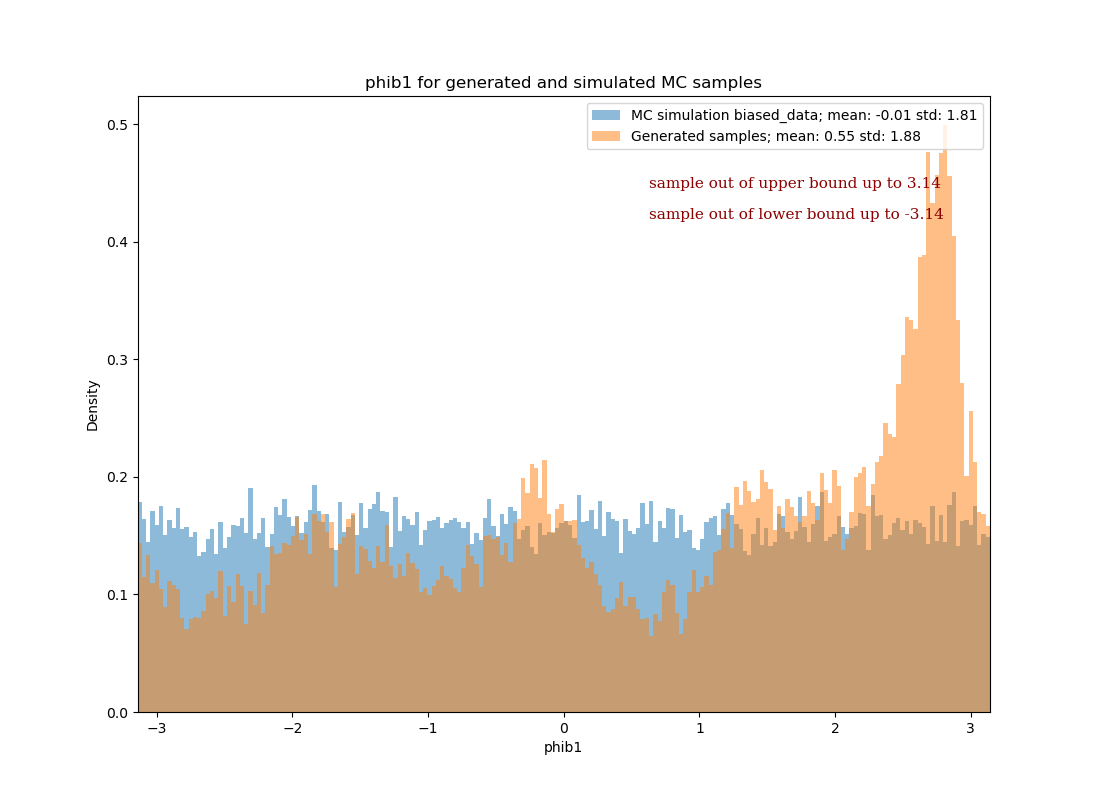 phib1 for generated and simulated MC samples
MC simulation biased_data; mean: -0.01 std: 1.81
Generated samples; mean: 0.55 std: 1.88
sample out of upper bound up to 3.14
sample out of lower bound up to -3.14
0.5
0.4
0.3
0.2
0.1
0.0
Density
−3 −2 −1 0 1 2 3
phib1